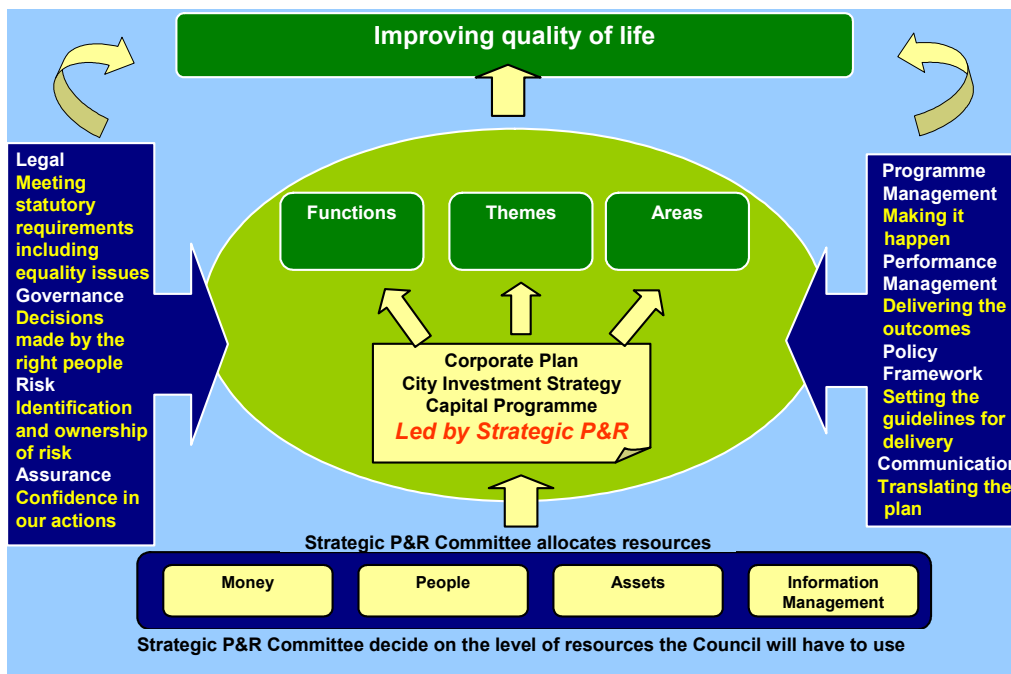 Improving quality of life
Legal
Meeting
statutory
requirements
including
equality issues
Governance
Decisions
made by the
right people
Risk
Identification
and ownership
of risk
Assurance
Confidence in
our actions
Functions
Themes
Areas
Corporate Plan
City Investment Strategy
Capital Programme
Led by Strategic P&R
Programme
Management
Making it
happen
Performance
Management
Delivering the
outcomes
Policy
Framework
Setting the
guidelines for
delivery
Communication
Translating the
plan
Strategic P&R Committee allocates resources
Money
People
Assets
Information
Management
Strategic P&R Committee decide on the level of resources the Council will have to use